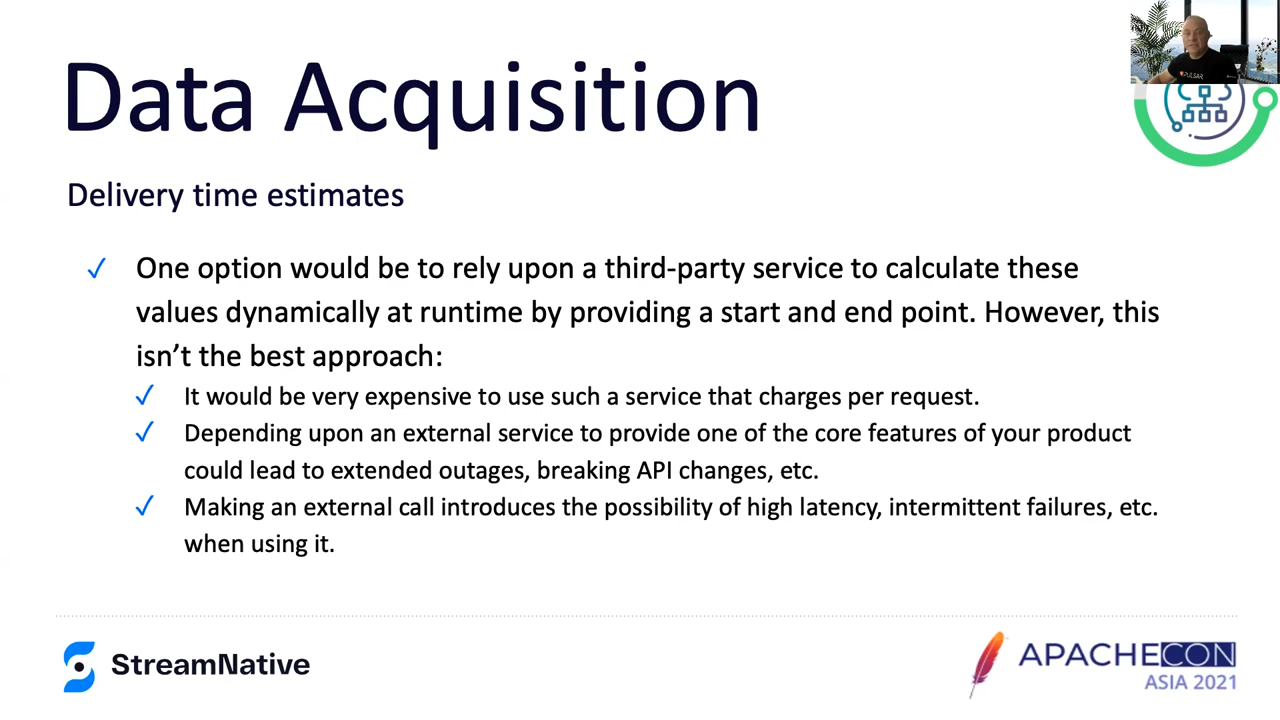 Data Acquisition
PULSAR
Delivery time estimates
One option would be to rely upon a third-party service to calculate these
values dynamically at runtime by providing a start and end point. However, this
isn’t the best approach:
It would be very expensive to use such a service that charges per request.
Depending upon an external service to provide one of the core features of your product
could lead to extended outages, breaking API changes, etc.
Making an external call introduces the possibility of high latency, intermittent failures, etc.
when using it.
StreamNative
APACHECON
ASIA 2021